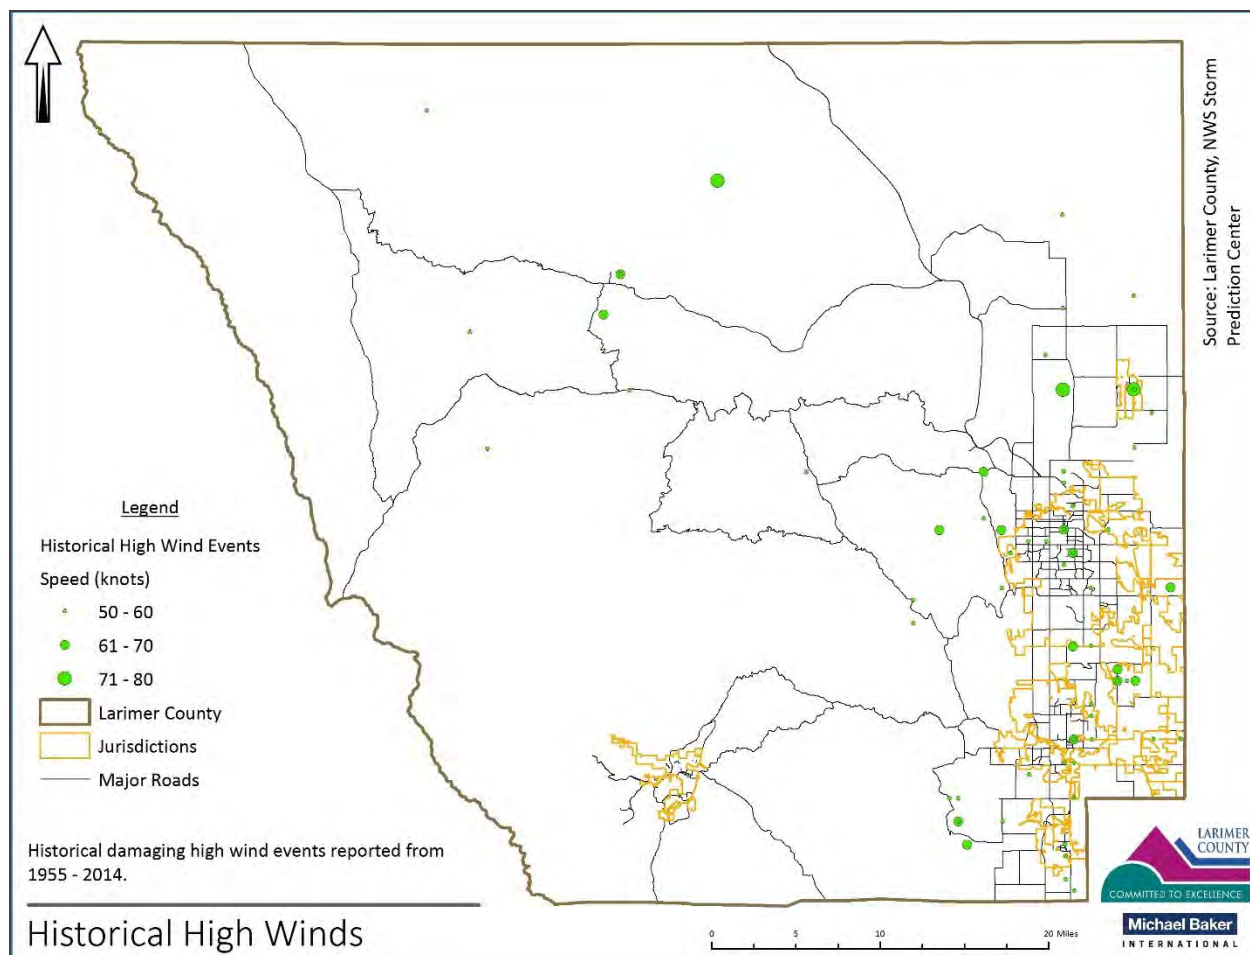 Source: Larimer County, NWS Storm
Prediction Center
Legend
Historical High Wind Events
Speed (knots)
50 - 60
61 - 70
71 - 80
Larimer County
Jurisdictions
Major Roads
Historical damaging high wind events reported from
1955 - 2014.
Historical High Winds
0 5 10 20 Miles
LARIMER
COUNTY
COMMITTED TO EXCELLENCE
Michael Baker
INTERNATIONAL